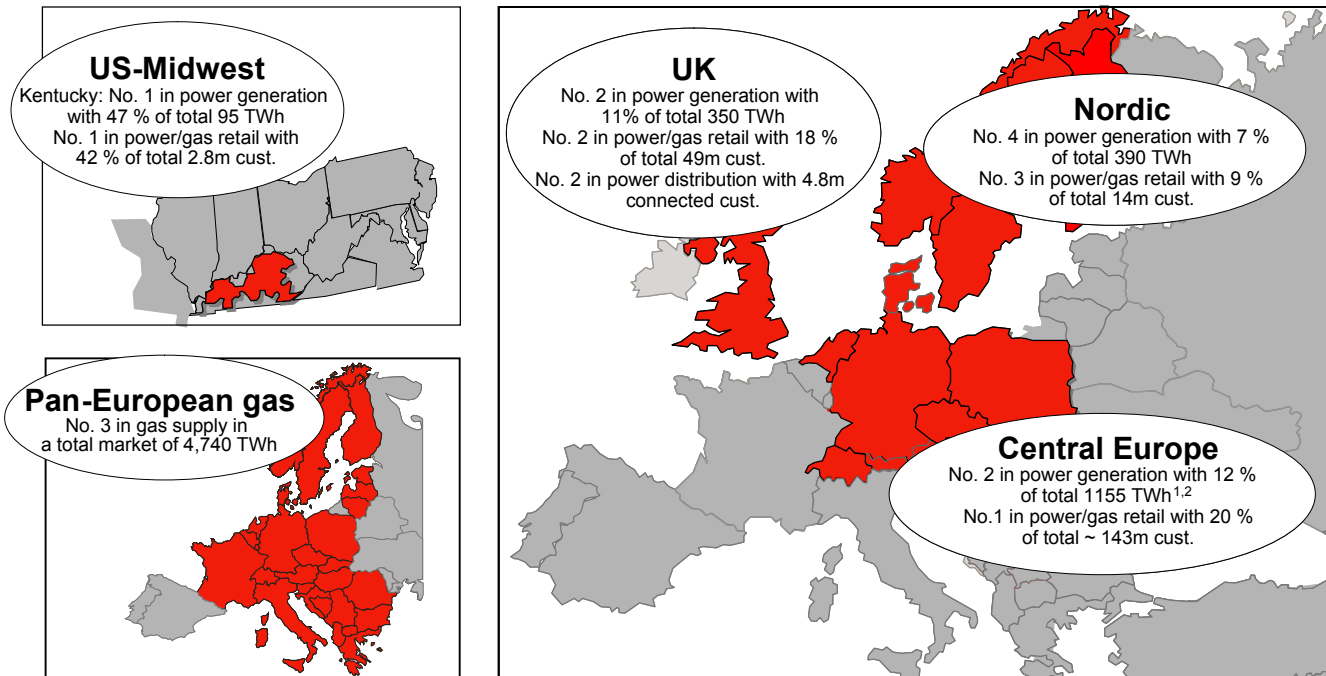 US-Midwest
Kentucky: No. 1 in power generation
with 47 % of total 95 TWh
No. 1 in power/gas retail with
42 % of total 2.8m cust.
UK
No. 2 in power generation with
11% of total 350 TWh
No. 2 in power/gas retail with 18 %
of total 49m cust.
No. 2 in power distribution with 4.8m
connected cust.
Nordic
No. 4 in power generation with 7 %
of total 390 TWh
No. 3 in power/gas retail with 9 %
of total 14m cust.
Pan-European gas
No. 3 in gas supply in
a total market of 4,740 TWh
Central Europe
No. 2 in power generation with 12 %
of total 1155 TWh1,2
No.1 in power/gas retail with 20 %
of total ~ 143m cust.